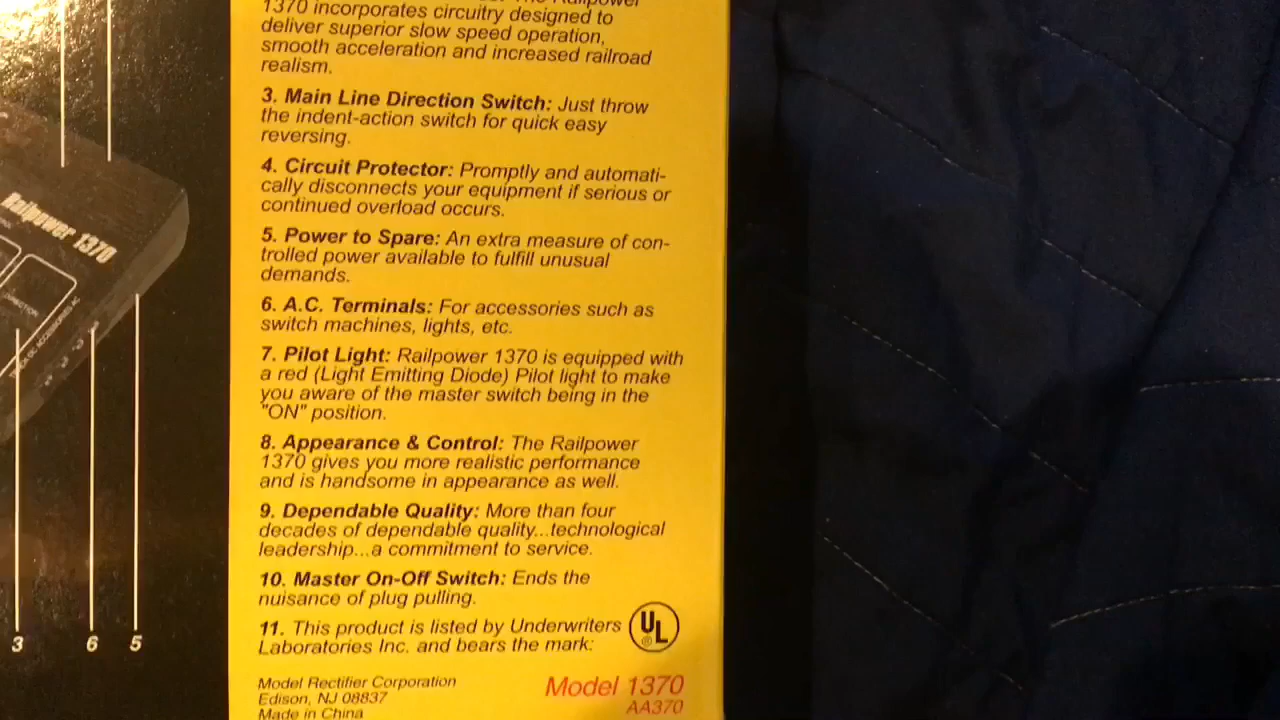 1370 incorporates circuitry designed to
deliver superior slow speed operation,
smooth acceleration and increased railroad
realism.
3. Main Line Direction Switch: Just throw
the indent-action switch for quick easy
reversing.
4. Circuit Protector: Promptly and automati-
cally disconnects your equipment if serious or
continued overload occurs.
5. Power to Spare: An extra measure of con-
trolled power available to fulfill unusual
demands.
6. A.C. Terminals: For accessories such as
switch machines, lights, etc.
7. Pilot Light: Railpower 1370 is equipped with
a red (Light Emitting Diode) Pilot light to make
you aware of the master switch being in the
"ON" position.
8. Appearance & Control: The Railpower
1370 gives you more realistic performance
and is handsome in appearance as well.
9. Dependable Quality: More than four
decades of dependable quality...technological
leadership...a commitment to service.
10. Master On-Off Switch: Ends the
nuisance of plug pulling.
11. This product is listed by Underwriters
Laboratories Inc. and bears the mark:
UL
®
Model Rectifier Corporation
Edison, NJ 08837
Made in China
Model 1370
AA370
Railpower 1370
3 6 5